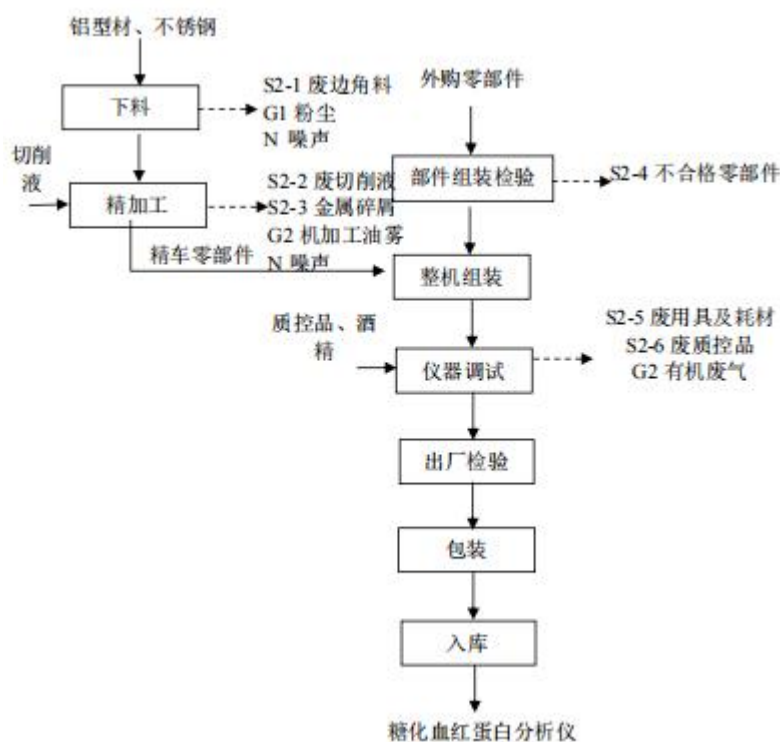 铝型材、不锈钢
下料
S2-1 废边角料
G1 粉尘
N 噪声
外购零部件
切削
液
精加工
S2-2 废切削液
S2-3 金属碎屑
G2 机加工油雾
N 噪声
部件组装检验
S2-4 不合格零部件
精车零部件
整机组装
质控品、酒
精
仪器调试
S2-5 废用具及耗材
S2-6 废质控品
G2 有机废气
出厂检验
包装
入库
糖化血红蛋白分析仪